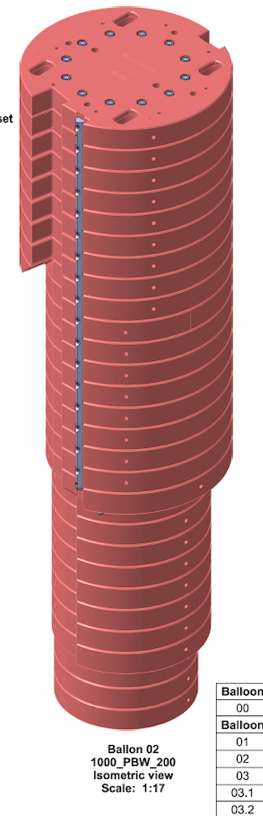 set
Ballon 02
1000_PBW_200
Isometric view
Scale: 1:17
Balloon
00
Balloon
01
02
03
03.1
03.2